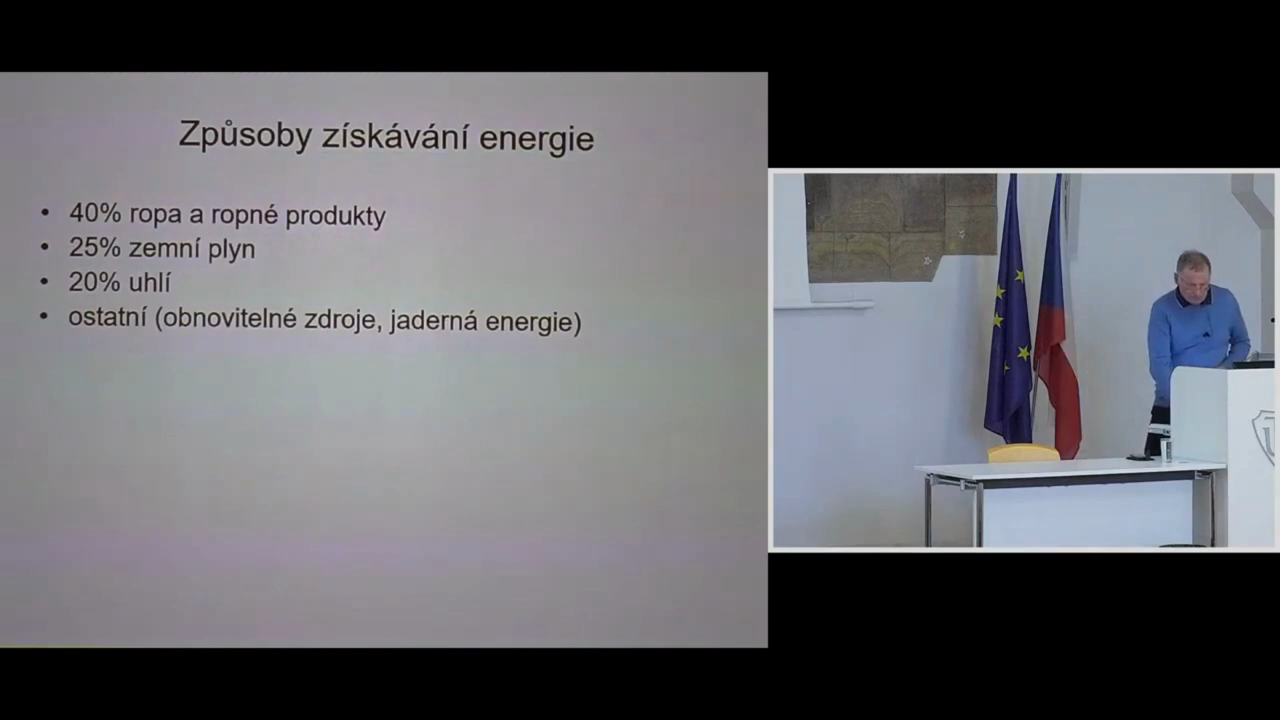 Způsoby získávání energie
• 40% ropa a ropné produkty
• 25% zemní plyn
• 20% uhlí
• ostatní (obnovitelné zdroje, jaderná energie)